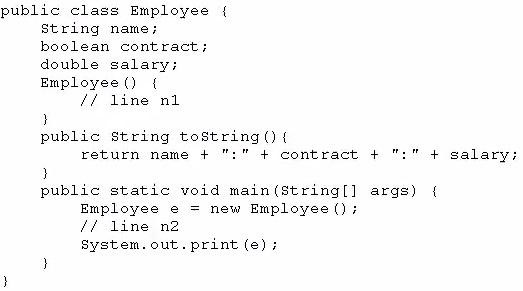 public class Employee {
    String name;
    boolean contract;
    double salary;
    Employee() {
        // line n1
    }
    public String toString(){
        return name + ":" + contract + ":" + salary;
    }
    public static void main(String[] args) {
        Employee e = new Employee();
        // line n2
        System.out.print(e);
    }
}